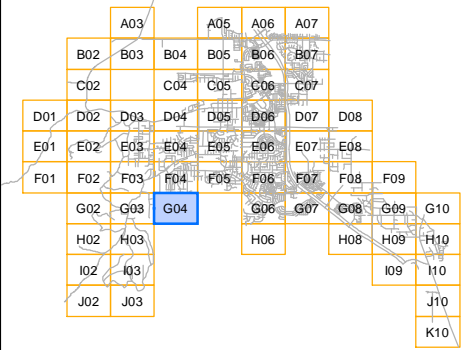 A03 A05 A06 A07
B02 B03 B04 B05 B06 B07
C02 C04 C05 C06 C07
D01 D02 D03 D04 D05 D06 D07 D08
E01 E02 E03 E04 E05 E06 E07 E08
F01 F02 F03 F04 F05 F06 F07 F08 F09
G02 G03 G04 G06 G07 G08 G09 G10
H02 H03 H06 H08 H09 H10
I02 I03 I09 I10
J02 J03 J10
K10